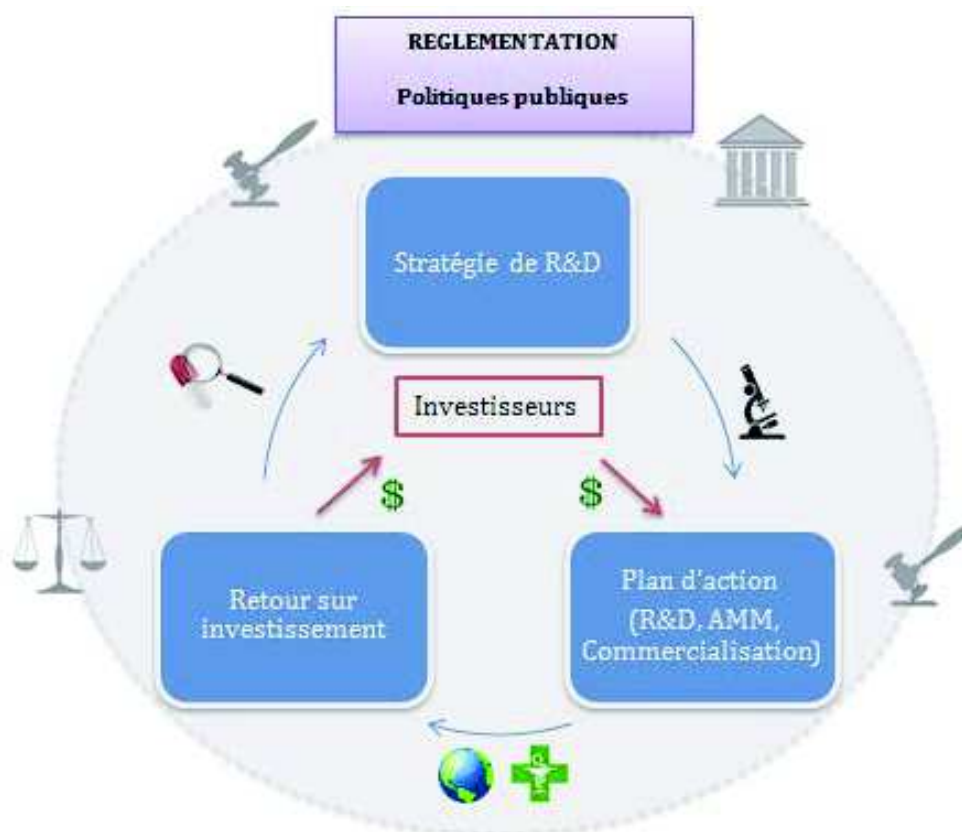 REGLEMENTATION
Politiques publiques
Stratégie de R&D
Investisseurs
$
$
Retour sur
investissement
Plan d'action
(R&D, AMM,
Commercialisation)